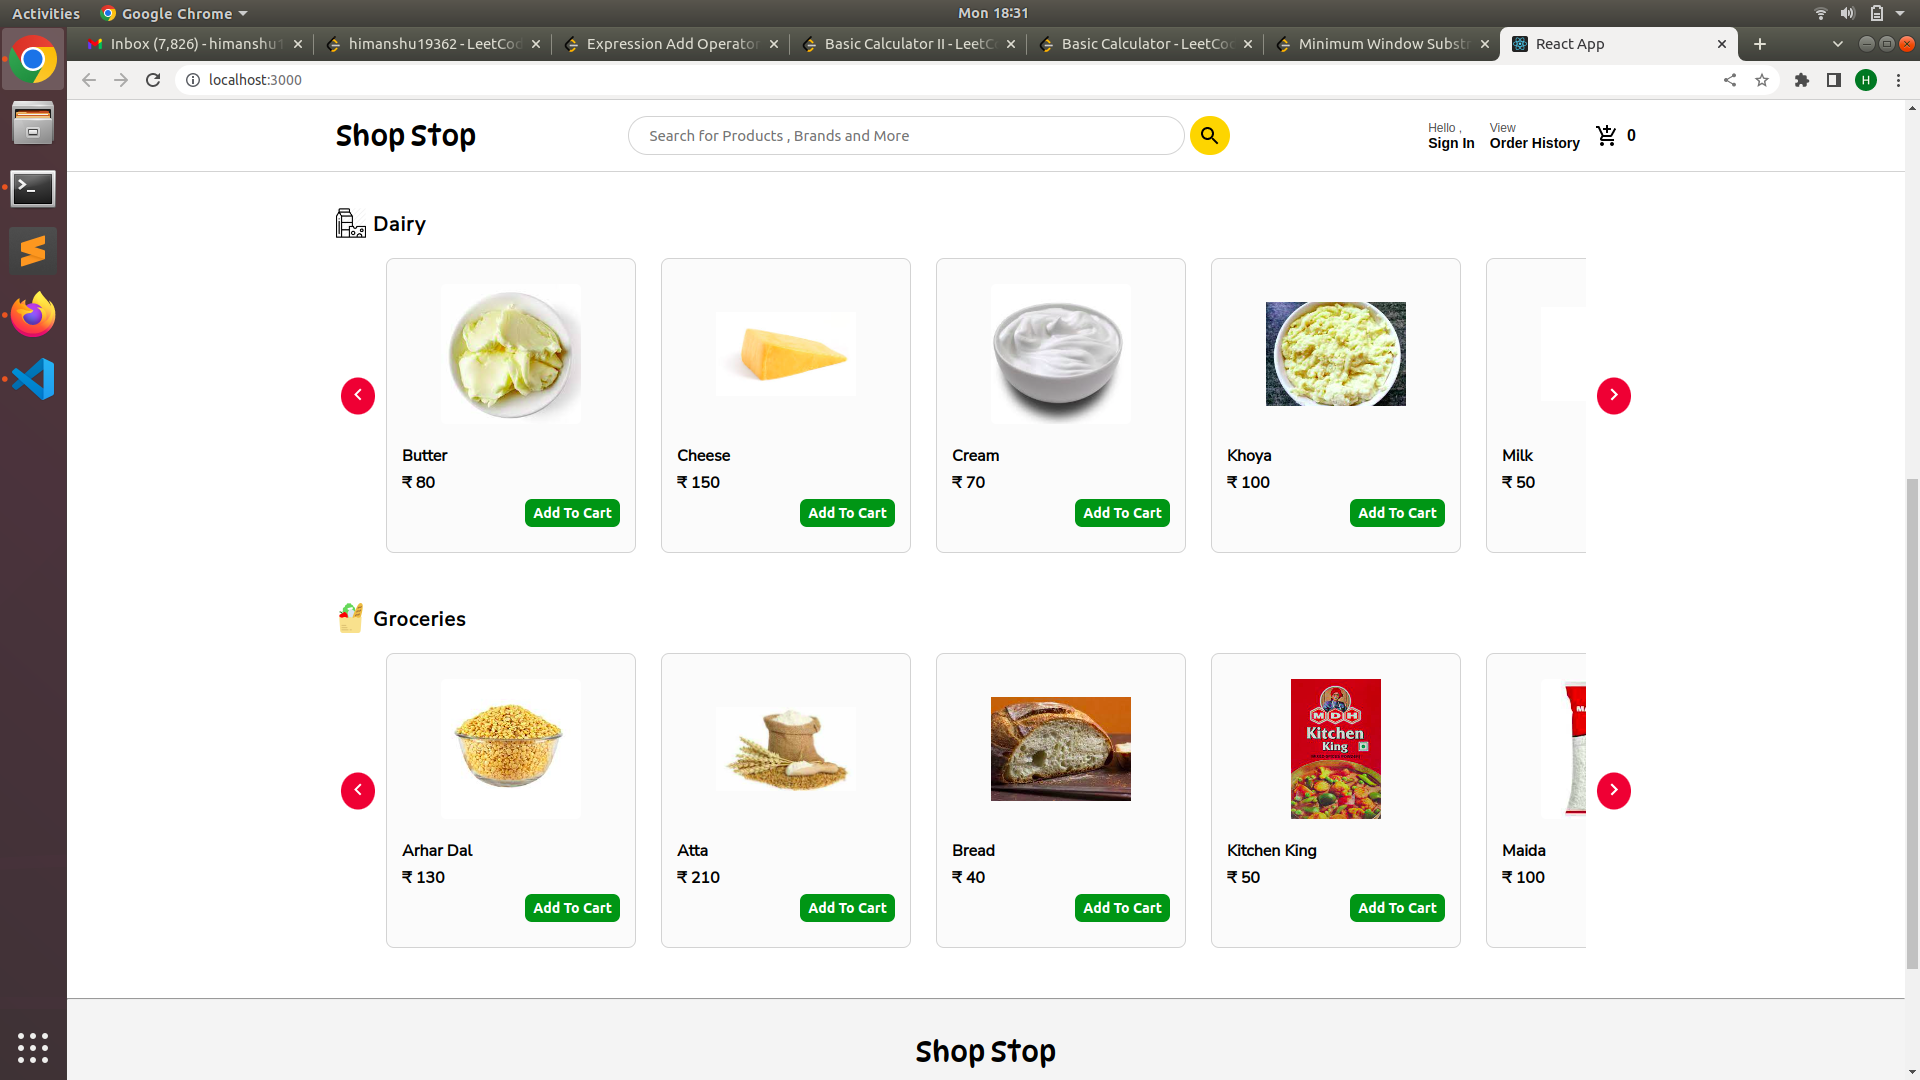 Activities
Google Chrome
Mon 18:31
Inbox (7,826) - himanshu1
himanshu19362 - LeetCod
Expression Add Operator
Basic Calculator II - LeetCo
Basic Calculator - LeetCod
Minimum Window Substr
React App
localhost:3000
H
Shop Stop
Search for Products , Brands and More
Hello ,
Sign In
View
Order History
0
Dairy
Butter
₹ 80
Add To Cart
Cheese
₹ 150
Add To Cart
Cream
₹ 70
Add To Cart
Khoya
₹ 100
Add To Cart
Milk
₹ 50
Groceries
Arhar Dal
₹ 130
Add To Cart
Atta
₹ 210
Add To Cart
Bread
₹ 40
Add To Cart
MDH
Kitchen
King
Kitchen King
₹ 50
Add To Cart
Maida
₹ 100
Shop Stop